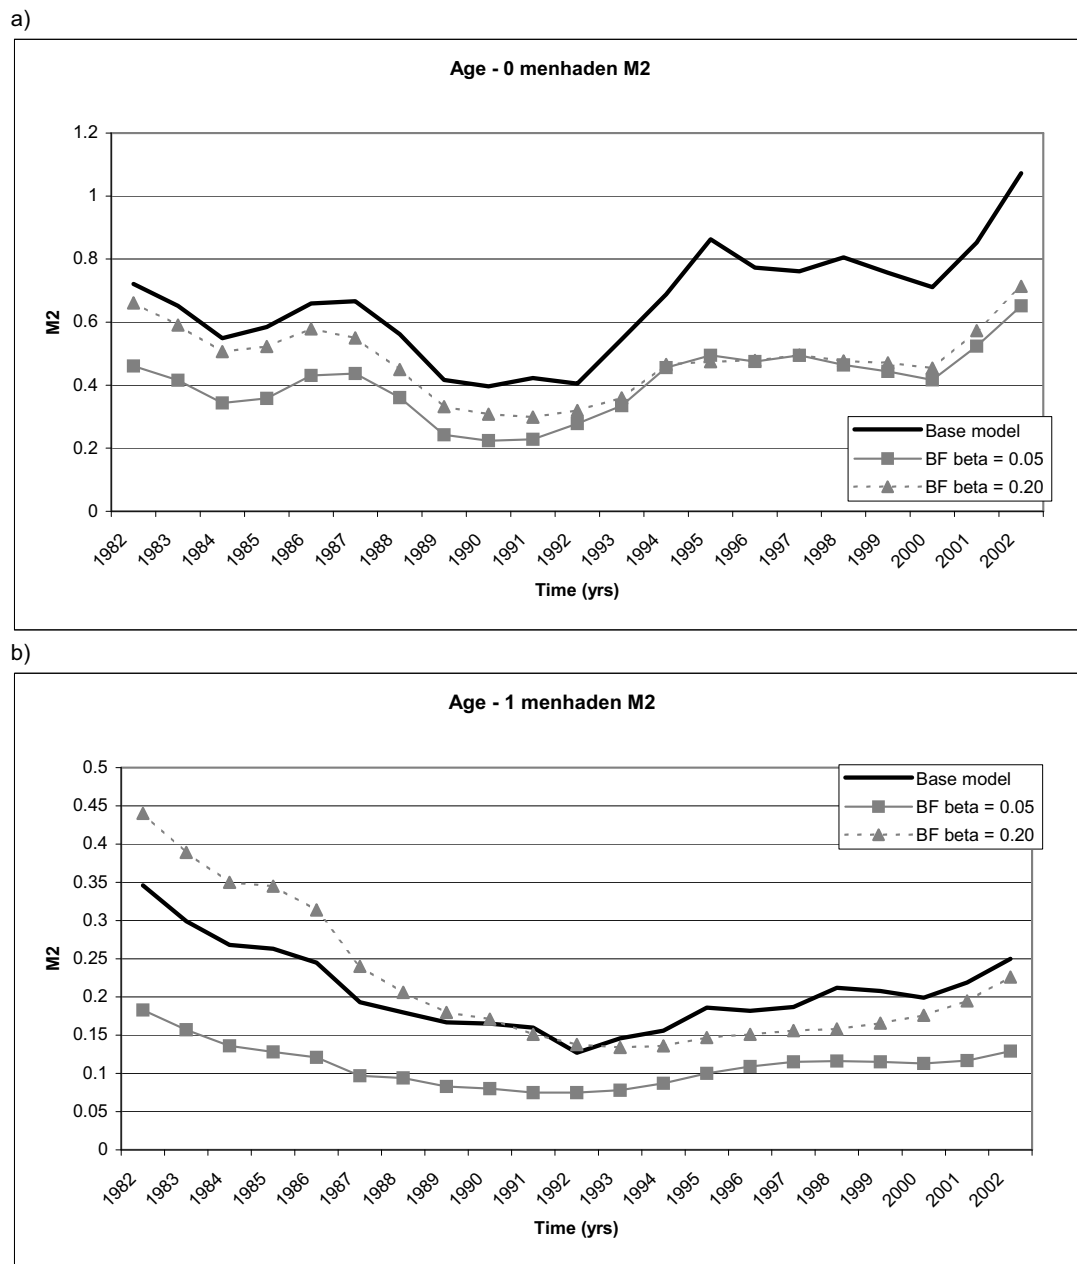 a)
Age - 0 menhaden M2
1.2
1
0.8
0.6
0.4
0.2
0
M2
Base model
BF beta = 0.05
BF beta = 0.20
1982 1983 1984 1985 1986 1987 1988 1989 1990 1991 1992 1993 1994 1995 1996 1997 1998 1999 2000 2001 2002
Time (yrs)
b)
Age - 1 menhaden M2
0.5
0.45
0.4
0.35
0.3
0.25
0.2
0.15
0.1
0.05
0
M2
Base model
BF beta = 0.05
BF beta = 0.20
1982 1983 1984 1985 1986 1987 1988 1989 1990 1991 1992 1993 1994 1995 1996 1997 1998 1999 2000 2001 2002
Time (yrs)